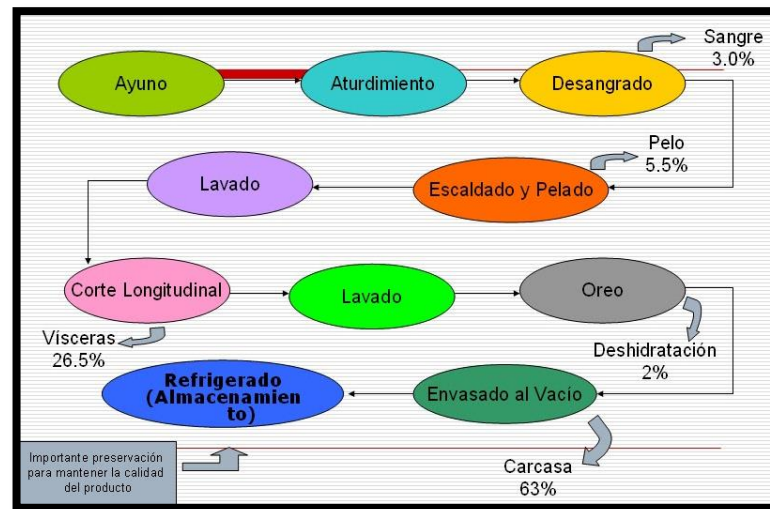 Sangre
3.0%
Ayuno
Aturdimiento
Desangrado
Pelo
5.5%
Lavado
Escaldado y Pelado
Corte Longitudinal
Lavado
Oreo
Vísceras
26.5%
Deshidratación
2%
Refrigerado
(Almacenamien
to)
Envasado al Vacío
Importante preservación
para mantener la calidad
del producto
Carcasa
63%